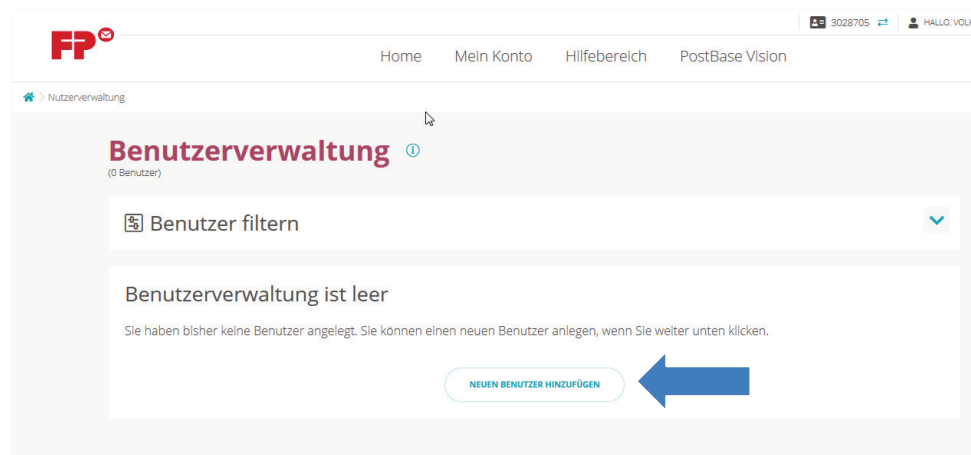 3028705
HALLO, VOL
FP
Home Mein Konto Hilfebereich PostBase Vision
Nutzerverwaltung
Benutzerverwaltung
(0 Benutzer)
Benutzer filtern
Benutzerverwaltung ist leer
Sie haben bisher keine Benutzer angelegt. Sie können einen neuen Benutzer anlegen, wenn Sie weiter unten klicken.
NEUEN BENUTZER HINZUFÜGEN